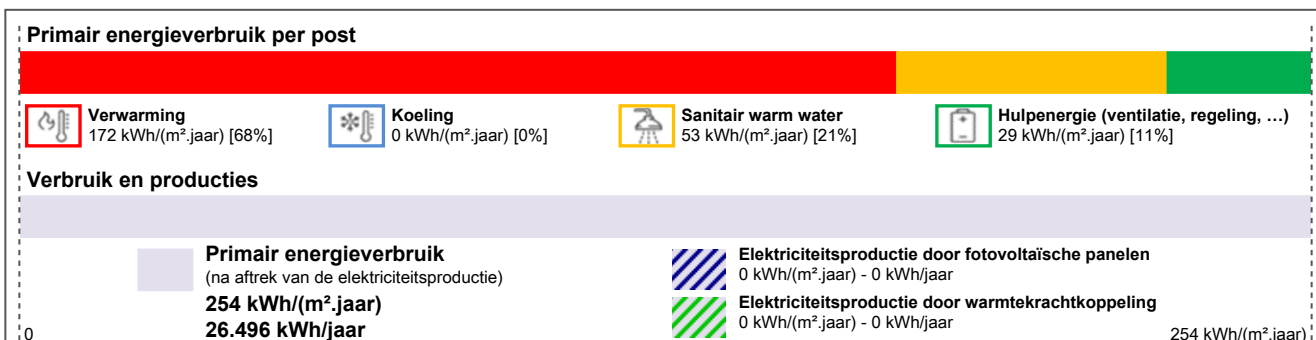 Primair energieverbruik per post
Verwarming
172 kWh/(m².jaar) [68%]
Koeling
0 kWh/(m².jaar) [0%]
Sanitair warm water
53 kWh/(m².jaar) [21%]
Hulpenergie (ventilatie, regeling, …)
29 kWh/(m².jaar) [11%]
Verbruik en producties
Primair energieverbruik
(na aftrek van de elektriciteitsproductie)
254 kWh/(m².jaar)
26.496 kWh/jaar
Elektriciteitsproductie door fotovoltaïsche panelen
0 kWh/(m².jaar) - 0 kWh/jaar
Elektriciteitsproductie door warmtekrachtkoppeling
0 kWh/(m².jaar) - 0 kWh/jaar
0
254 kWh/(m².jaar)